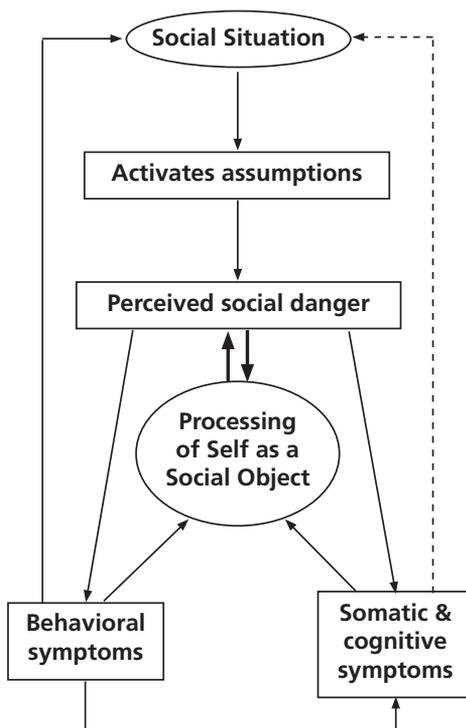 Social Situation
Activates assumptions
Perceived social danger
Processing
of Self as a
Social Object
Behavioral
symptoms
Somatic &
cognitive
symptoms